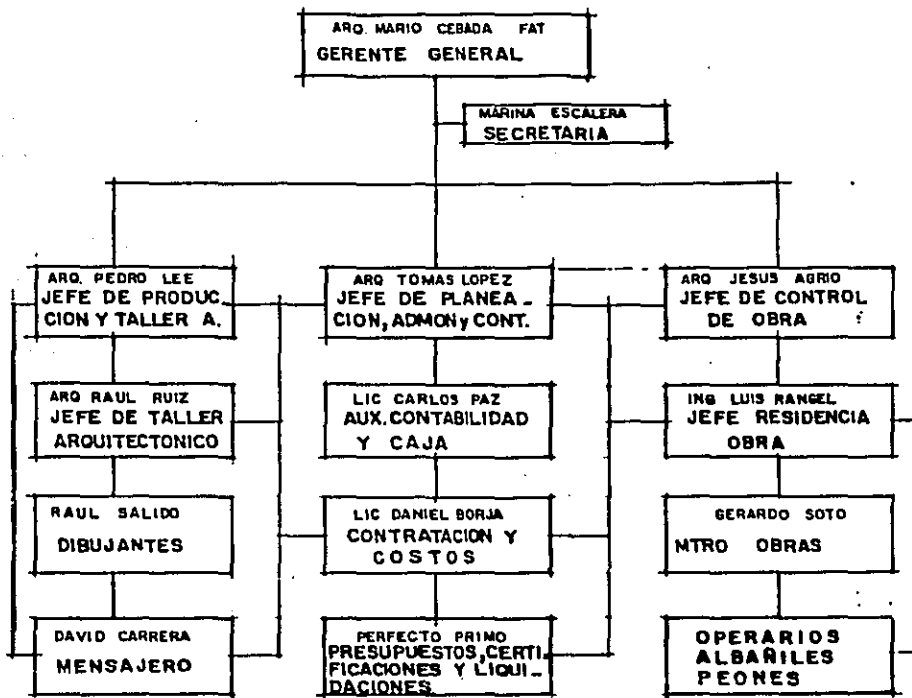 ARQ. MARIO CEBADA FAT
GERENTE GENERAL
MARINA ESCALERA
SECRETARIA
ARQ. PEDRO LEE
JEFE DE PRODUC_
CION Y TALLER A.
ARQ TOMAS LOPEZ
JEFE DE PLANEA_
CION, ADMON y CONT.
ARQ JESUS ABRIO
JEFE DE CONTROL
DE OBRA
ARQ RAUL RUIZ
JEFE DE TALLER
ARQUITECTONICO
LIC CARLOS PAZ
AUX. CONTABILIDAD
Y CAJA
ING LUIS RANGEL
JEFE RESIDENCIA
OBRA
RAUL SALIDO
DIBUJANTES
LIC DANIEL BORJA
CONTRATACION Y
COSTOS
GERARDO SOTO
MTRO OBRAS
DAVID CARRERA
MENSAJERO
PERFECTO PRIMO
PRESUPUESTOS, CERTI_
FICACIONES Y LIQUI_
DACIONES
OPERARIOS
ALBAÑILES
PEONES